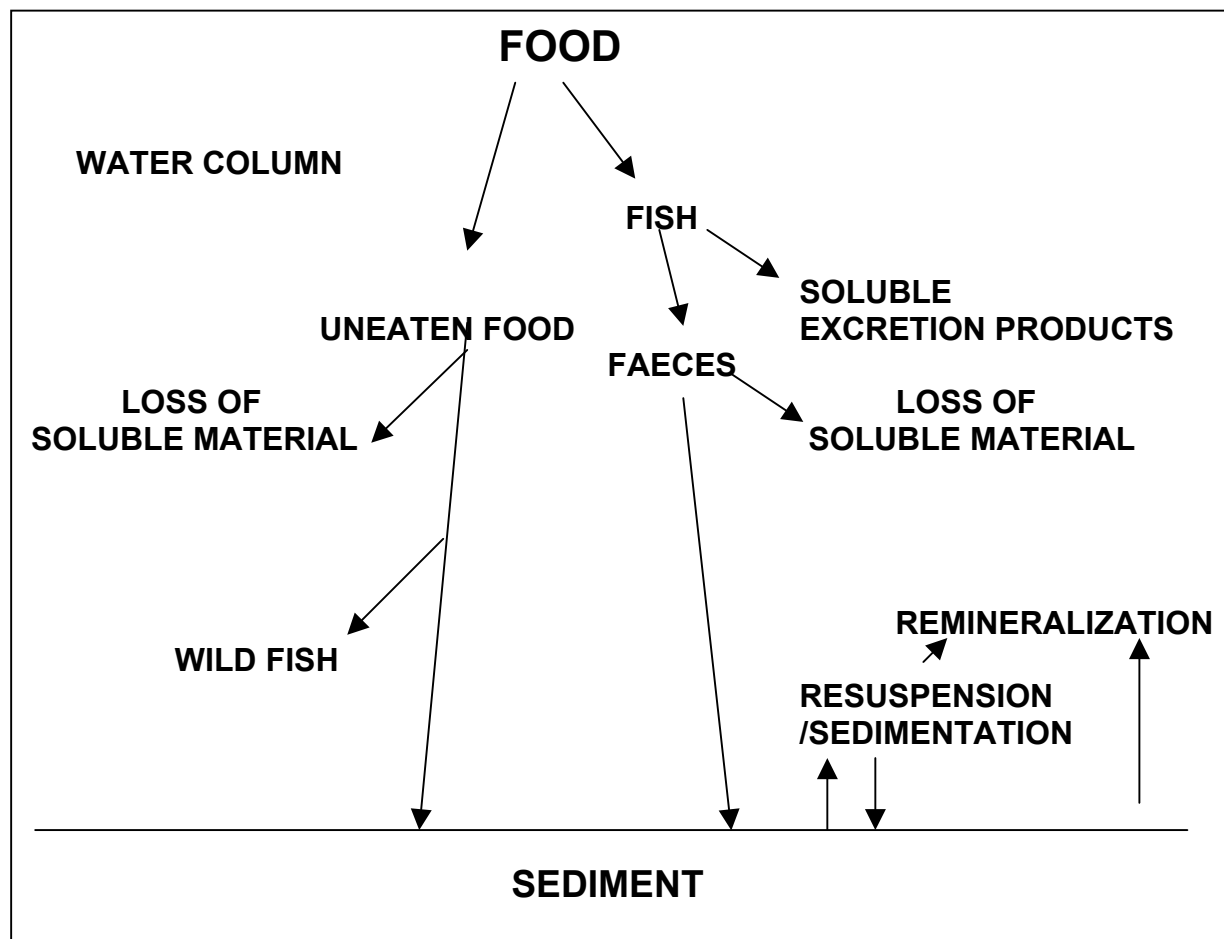 FOOD
WATER COLUMN
FISH
SOLUBLE
EXCRETION PRODUCTS
UNEATEN FOOD
FAECES
LOSS OF
SOLUBLE MATERIAL
LOSS OF
SOLUBLE MATERIAL
REMINERALIZATION
WILD FISH
RESUSPENSION
/SEDIMENTATION
SEDIMENT